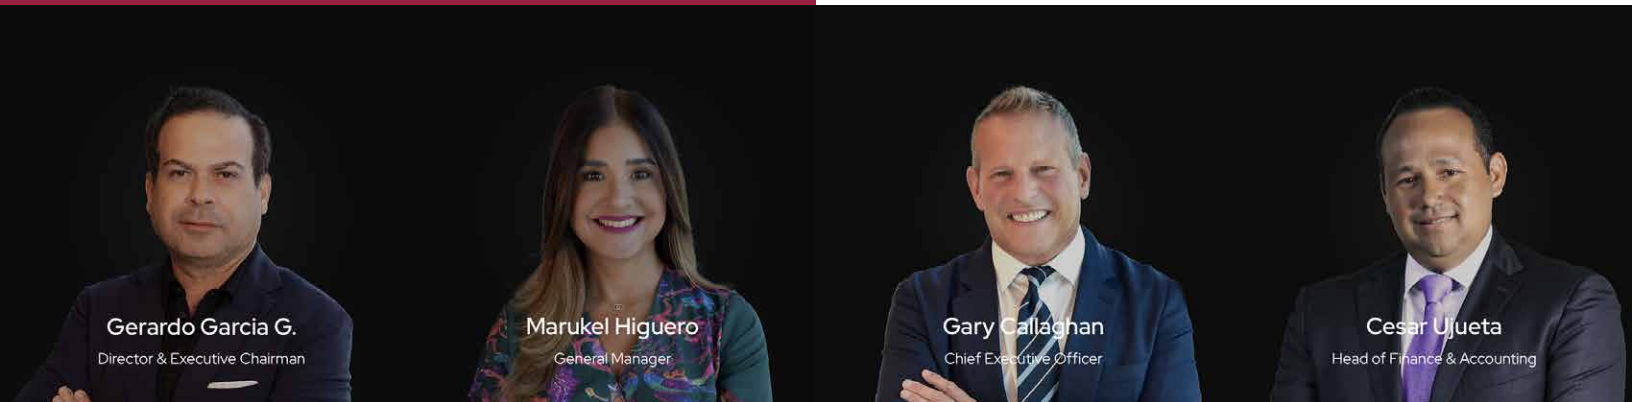 Gerardo Garcia G.
Director & Executive Chairman
Marukel Higuero
General Manager
Gary Callaghan
Chief Executive Officer
Cesar Ujueta
Head of Finance & Accounting